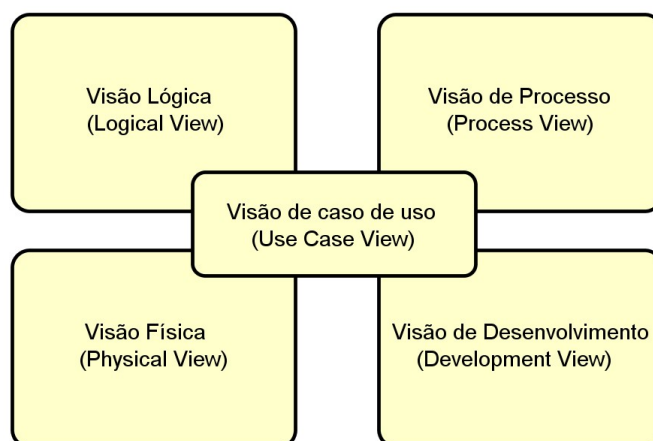 Visão Lógica
(Logical View)
Visão de Processo
(Process View)
Visão de caso de uso
(Use Case View)
Visão Física
(Physical View)
Visão de Desenvolvimento
(Development View)